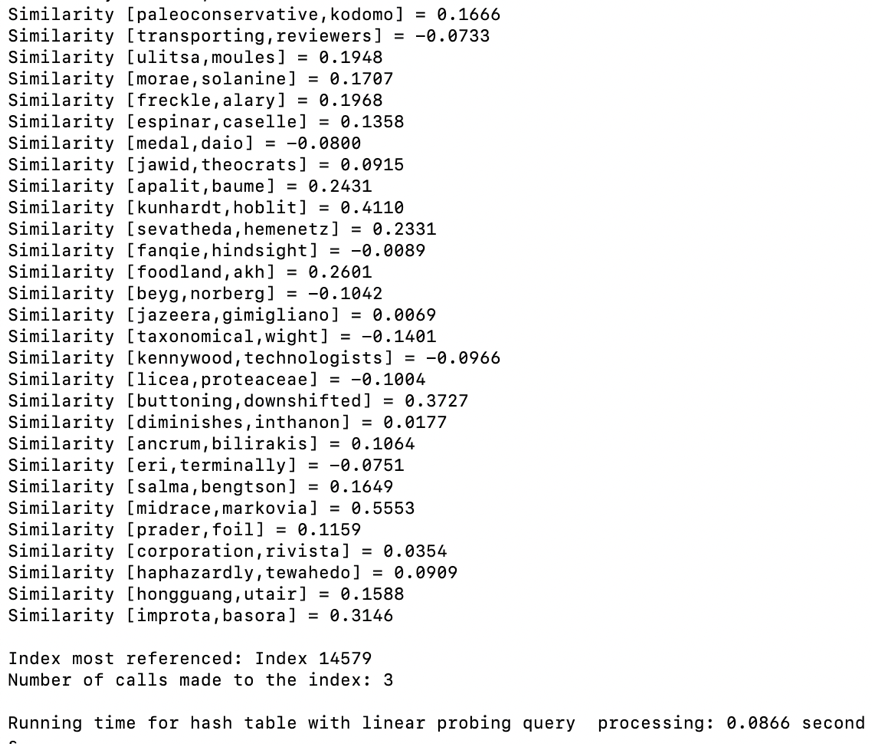 Similarity [paleoconservative,kodomo] = 0.1666
Similarity [transporting,reviewers] = -0.0733
Similarity [ulitsa,moules] = 0.1948
Similarity [morae,solanine] = 0.1707
Similarity [freckle,alary] = 0.1968
Similarity [espinar,caselle] = 0.1358
Similarity [medal,daio] = -0.0800
Similarity [jawid,theocrats] = 0.0915
Similarity [apalit,baume] = 0.2431
Similarity [kunhardt,hoblit] = 0.4110
Similarity [sevatheda,hemenetz] = 0.2331
Similarity [fanqie,hindsight] = -0.0089
Similarity [foodland,akh] = 0.2601
Similarity [beyg,norberg] = -0.1042
Similarity [jazeera,gimigliano] = 0.0069
Similarity [taxonomical,wight] = -0.1401
Similarity [kennywood,technologists] = -0.0966
Similarity [licea,proteaceae] = -0.1004
Similarity [buttoning,downshifted] = 0.3727
Similarity [diminishes,inthanon] = 0.0177
Similarity [ancrum,bilirakis] = 0.1064
Similarity [eri,terminally] = -0.0751
Similarity [salma,bengtson] = 0.1649
Similarity [midrace,markovia] = 0.5553
Similarity [prader,foil] = 0.1159
Similarity [corporation,rivista] = 0.0354
Similarity [haphazardly,tewahedo] = 0.0909
Similarity [hongguang,utair] = 0.1588
Similarity [improta,basora] = 0.3146
Index most referenced: Index 14579
Number of calls made to the index: 3
Running time for hash table with linear probing query  processing: 0.0866 second